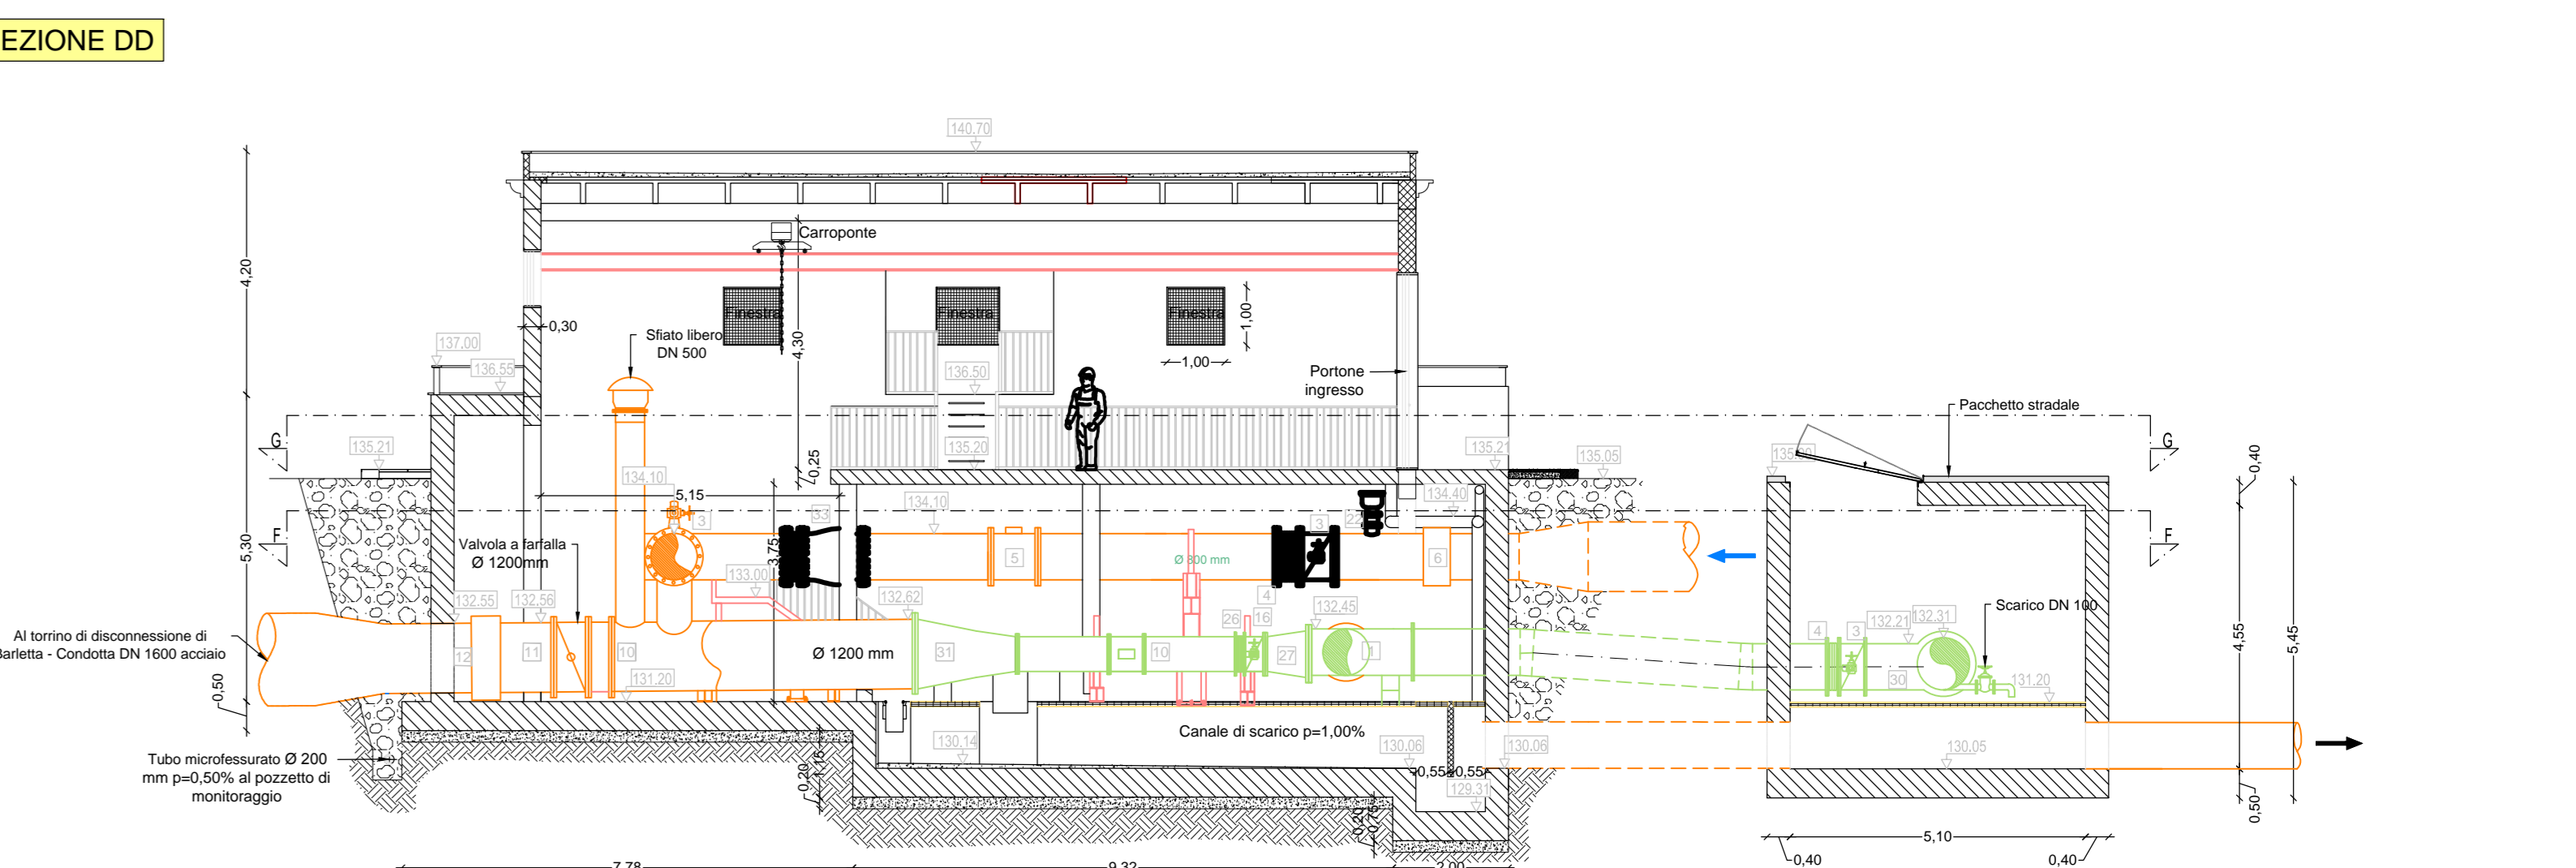 EZIONE DD
140.70
Carroponte
4,20
Finestra
Finestra
Finestra
1,00
1,00
0,30
4,30
Sfiato libero
DN 500
137,00
136.55
136.50
Portone
ingresso
Pacchetto stradale
G
G
135.21
135.20
135.21
135.05
0,25
0,40
134.10
5,15
134.10
134.40
3
33
3
22
F
F
5,30
3,75
Valvola a farfalla
Ø 1200mm
5
Ø 800 mm
6
133.00
4
132.55
132.56
132.62
132.45
26
16
132.21
132.31
Scarico DN 100
4
3
4,55
5,45
Al torrino di disconnessione di
Barletta - Condotta DN 1600 acciaio
12
11
10
Ø 1200 mm
31
10
27
1
30
131.20
131.20
0,50
Canale di scarico p=1,00%
130.14
130.06
130.06
130.05
Tubo microfessurato Ø 200
mm p=0,50% al pozzetto di
monitoraggio
0,20
1,15
0,55
0,55
129.31
0,20
0,75
0,50
5,10
0,40
0,40
7,78
9,32
2,00